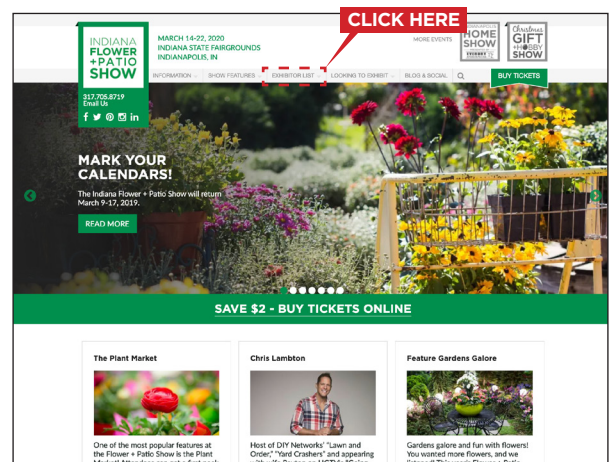 CLICK HERE
INDIANA
FLOWER
+PATIO
SHOW
MARCH 14-22, 2020
INDIANA STATE FAIRGROUNDS
INDIANAPOLIS, IN
MORE EVENTS
INDIANAPOLIS
HOME
SHOW
Christmas
GIFT
+HOBBY
SHOW
INFORMATION
SHOW FEATURES
EXHIBITOR LIST
LOOKING TO EXHIBIT
BLOG & SOCIAL
BUY TICKETS
317.705.8719
Email Us
MARK YOUR
CALENDARS!
The Indiana Flower + Patio Show will return
March 9-17, 2019.
READ MORE
SAVE $2 - BUY TICKETS ONLINE
The Plant Market
One of the most popular features at
the Flower + Patio Show is the Plant
Chris Lambton
Host of DIY Networks' "Lawn and
Order," "Yard Crashers" and appearing
Feature Gardens Galore
Gardens galore and fun with flowers!
You wanted more flowers, and we